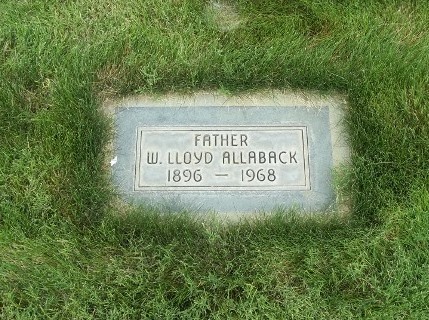 FATHER
W. LLOYD ALLABACK
1896 — 1968